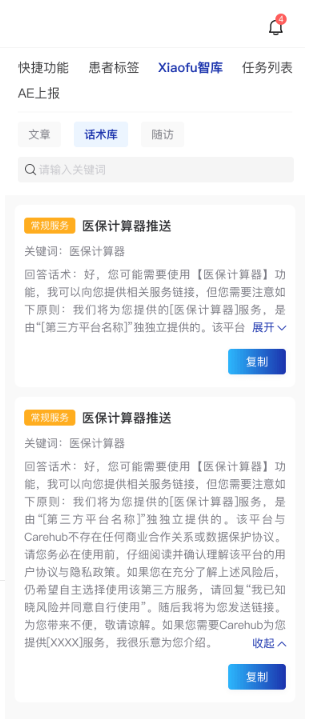 4
快捷功能 患者标签 Xiaofu智库 任务列表
AE上报
文章 话术库 随访
请输入关键词
常规服务 医保计算器推送
关键词：医保计算器
回答话术：好，您可能需要使用【医保计算器】功
能，我可以向您提供相关服务链接，但您需要注意如
下原则：我们将为您提供的[医保计算器]服务，是
由“[第三方平台名称]”独独立提供的。该平台 展开
复制
常规服务 医保计算器推送
关键词：医保计算器
回答话术：好，您可能需要使用【医保计算器】功
能，我可以向您提供相关服务链接，但您需要注意如
下原则：我们将为您提供的[医保计算器]服务，是
由“[第三方平台名称]”独独立提供的。该平台与
Carehub不存在任何商业合作关系或数据保护协议。
请您务必在使用前，仔细阅读并确认理解该平台的用
户协议与隐私政策。如果您在充分了解上述风险后，
仍希望自主选择使用该第三方服务，请回复“我已知
晓风险并同意自行使用”。随后我将为您发送链接。
为您带来不便，敬请谅解。如果您需要Carehub为您
提供[XXXX]服务，我很乐意为您介绍。 收起
复制